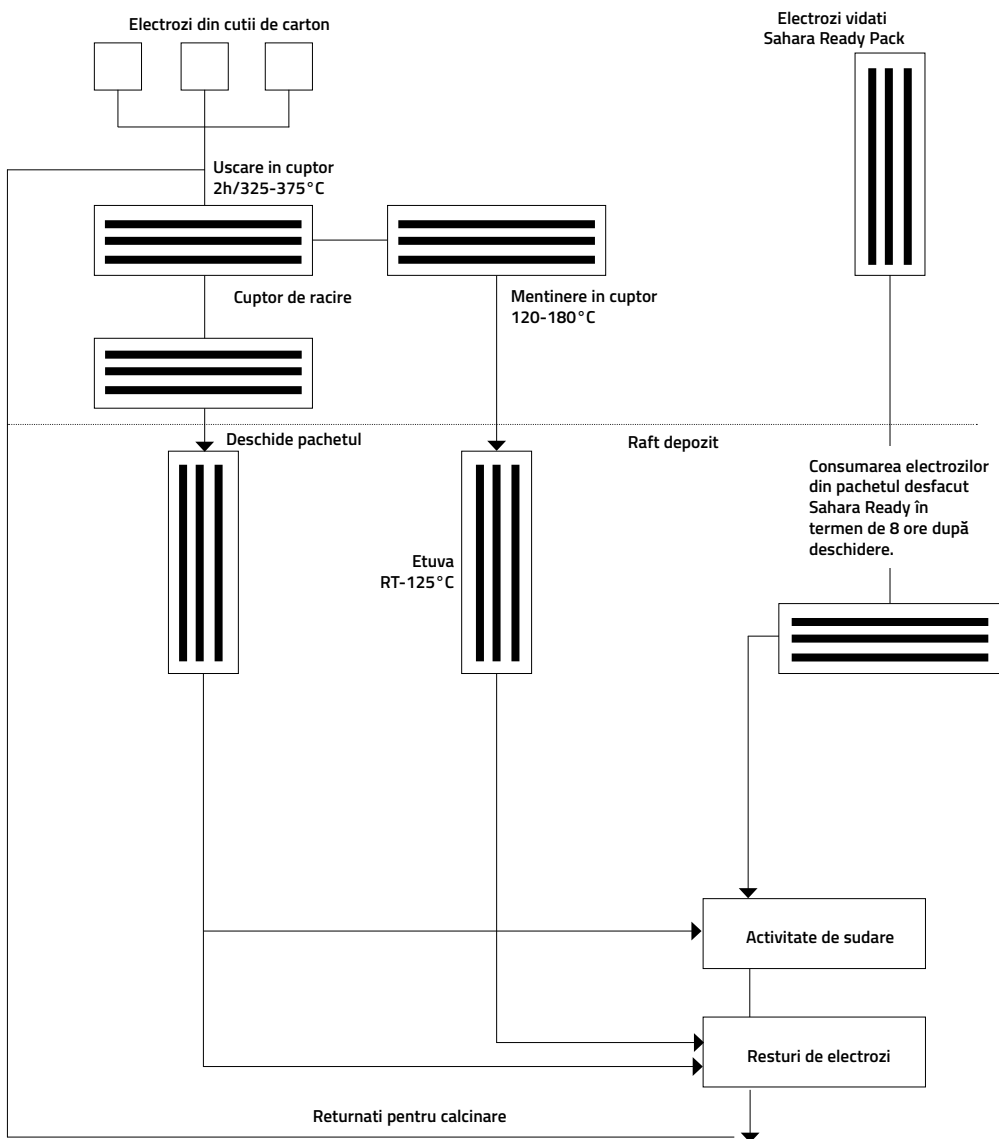 Electrozi din cutii de carton
Electrozi vidati
Sahara Ready Pack
Uscare in cuptor
2h/325-375°C
Cuptor de racire
Mentinere in cuptor
120-180°C
Deschide pachetul
Raft depozit
Consumarea electrozilor
din pachetul desfacut
Sahara Ready în
termen de 8 ore după
deschidere.
Etuva
RT-125°C
Activitate de sudare
Resturi de electrozi
Returnati pentru calcinare